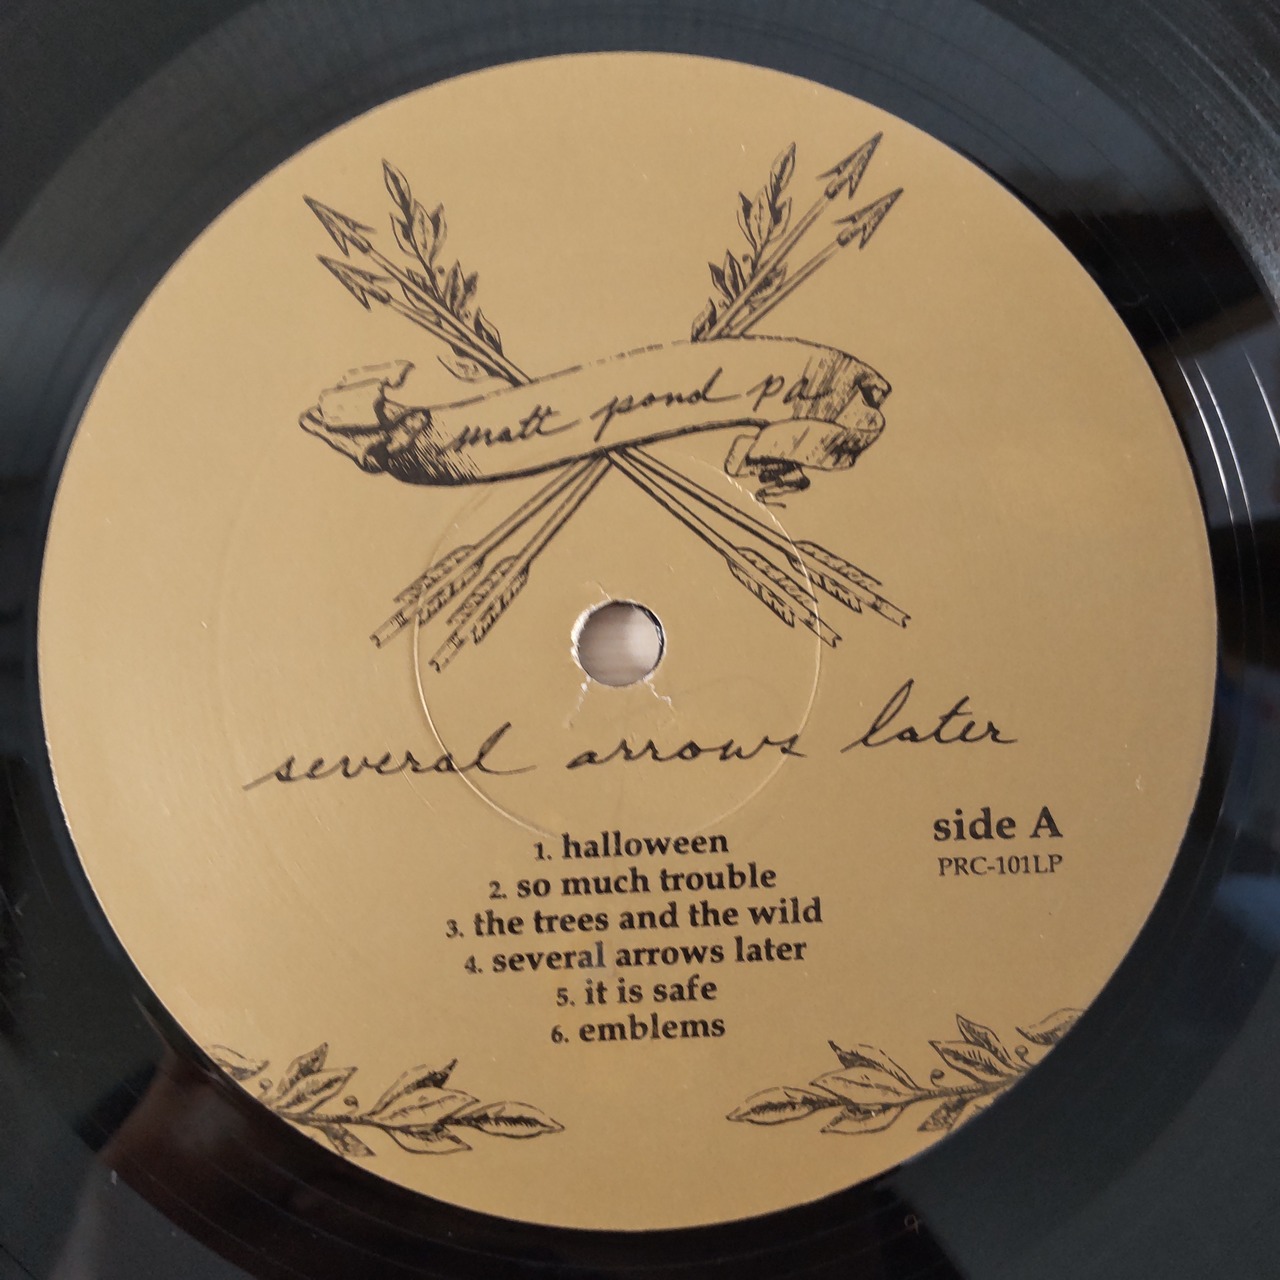 matt pond pa
several arrows later
side A
PRC-101LP
1. halloween
2. so much trouble
3. the trees and the wild
4. several arrows later
5. it is safe
6. emblems